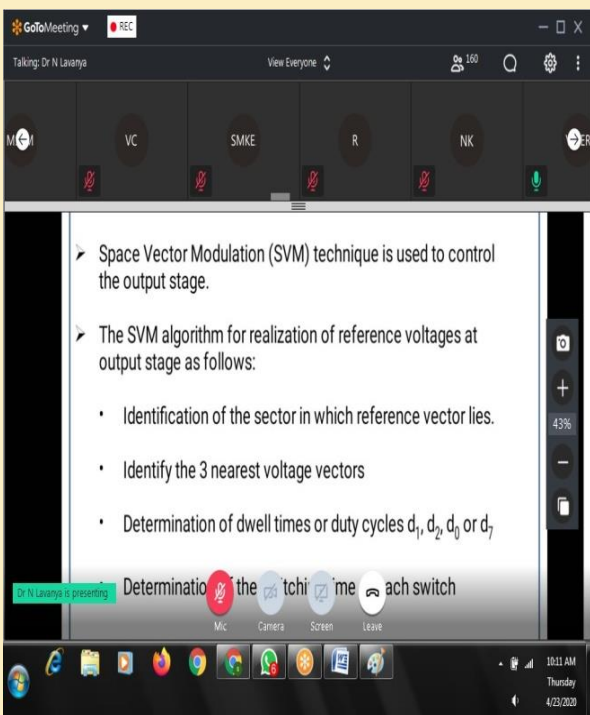 GoToMeeting
REC
Talking: Dr N Lavanya
View Everyone
160
VC
SMKE
R
NK
➤ Space Vector Modulation (SVM) technique is used to control
the output stage.
➤ The SVM algorithm for realization of reference voltages at
output stage as follows:
• Identification of the sector in which reference vector lies.
• Identify the 3 nearest voltage vectors
• Determination of dwell times or duty cycles d₁, d₂, d₀ or d₇
43%
Dr N Lavanya is presenting
the
switch
Mic Camera Screen Leave
10:11 AM
Thursday
4/23/2020